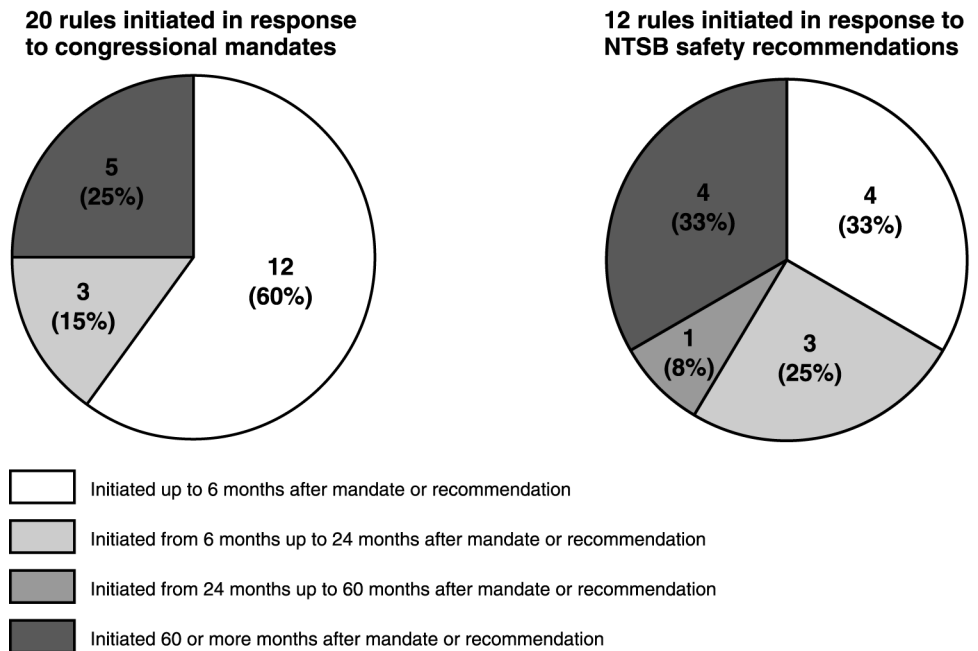 20 rules initiated in response
to congressional mandates
5
(25%)
3
(15%)
12
(60%)
12 rules initiated in response to
NTSB safety recommendations
4
(33%)
4
(33%)
1
(8%)
3
(25%)
Initiated up to 6 months after mandate or recommendation
Initiated from 6 months up to 24 months after mandate or recommendation
Initiated from 24 months up to 60 months after mandate or recommendation
Initiated 60 or more months after mandate or recommendation